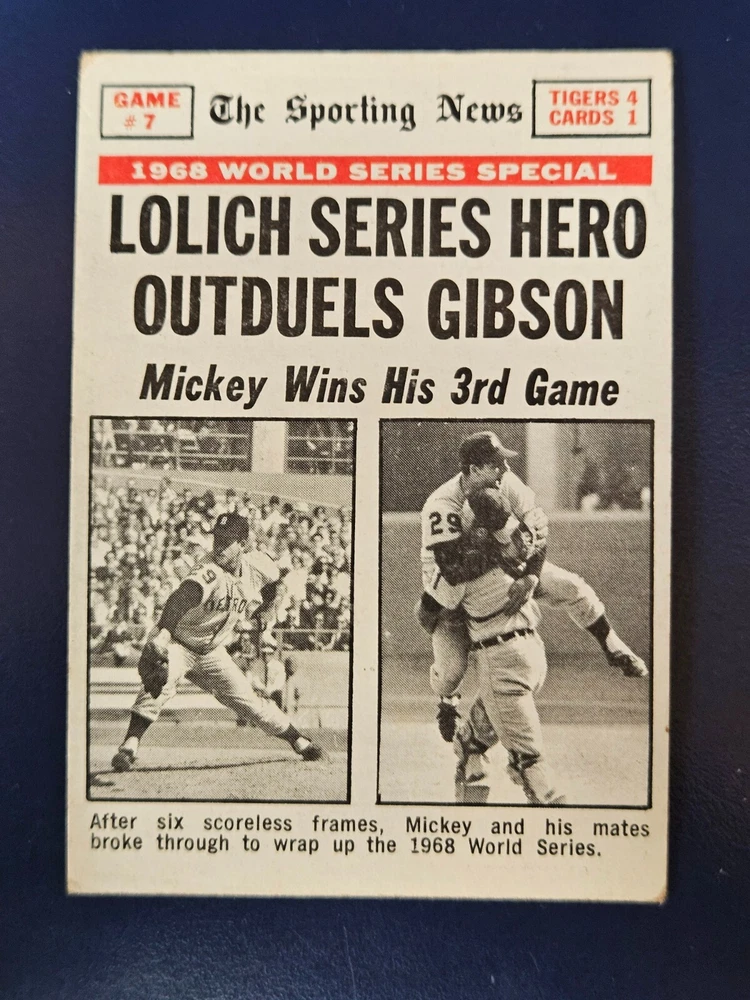 GAME
# 7
The Sporting News
TIGERS 4
CARDS 1
1968 WORLD SERIES SPECIAL
LOLICH SERIES HERO
OUTDUELS GIBSON
Mickey Wins His 3rd Game
29
After six scoreless frames, Mickey and his mates
broke through to wrap up the 1968 World Series.